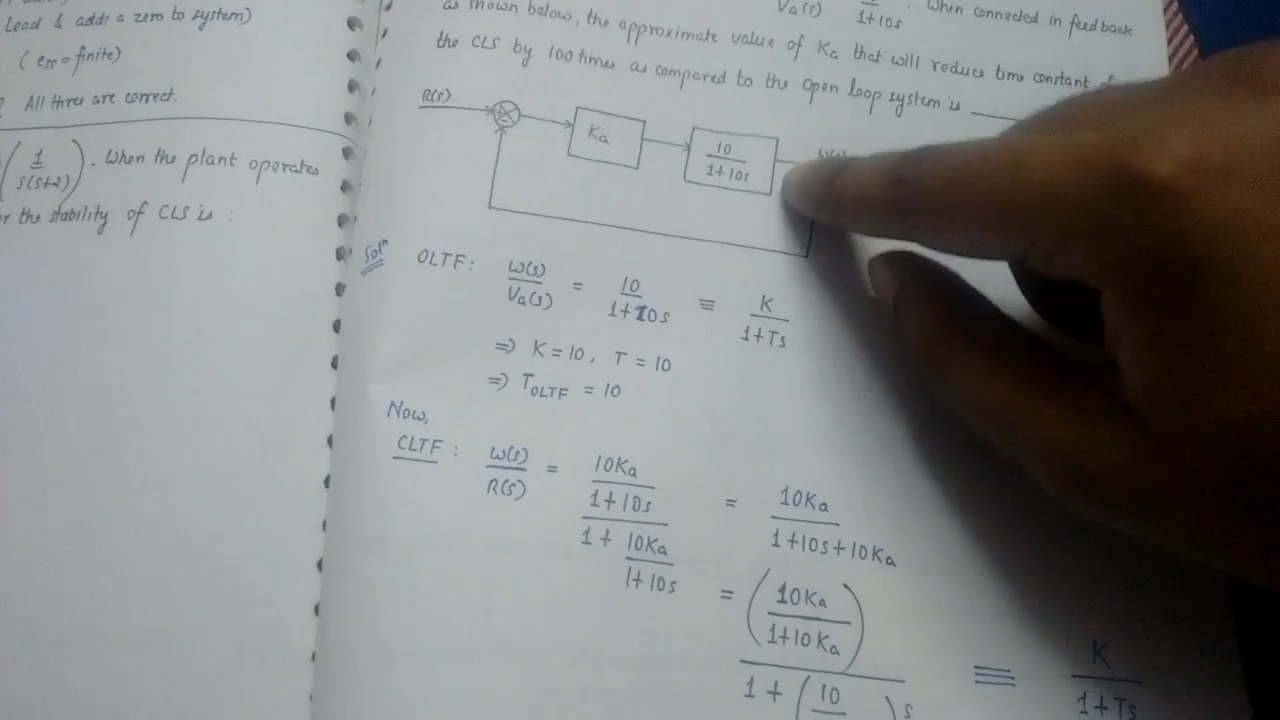 Lead & adds a zero to system)
(ess = finite)
All three are correct.
(1/s(s+2)). When the plant operates
r the stability of CLS is :
Va(s) 1+10s . When connected in feedback
as shown below, the approximate value of Ka that will reduce time constant
the CLS by 100 times as compared to the open loop system is ____
R(s)
Ka
10/1+10s
Solⁿ OLTF: ω(s)/Va(s) = 10/1+10s ≡ K/1+Ts
⇒ K = 10, T = 10
⇒ T_OLTF = 10
Now,
CLTF: ω(s)/R(s) = 10Ka/1+10s / 1 + 10Ka/1+10s = 10Ka/1+10s+10Ka
= (10Ka/1+10Ka) / 1 + (10/ )s ≡ K/1+Ts